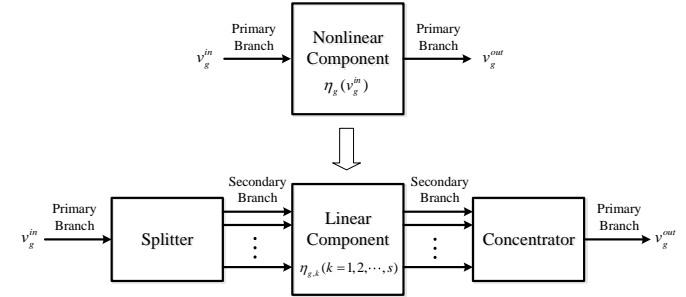 Primary
Branch
Nonlinear
Component
Primary
Branch
v_g^{in}
η_g(v_g^{in})
v_g^{out}
Secondary
Branch
Secondary
Branch
Primary
Branch
Splitter
Linear
Component
Concentrator
Primary
Branch
v_g^{in}
η_{g,k}(k=1,2,⋯,s)
v_g^{out}